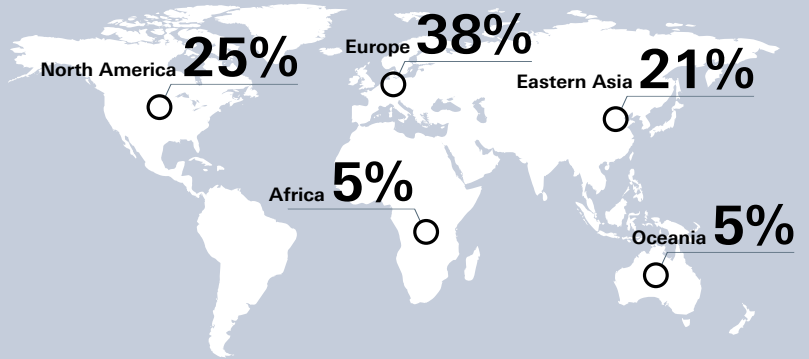 North America 25%
Europe 38%
Eastern Asia 21%
Africa 5%
Oceania 5%